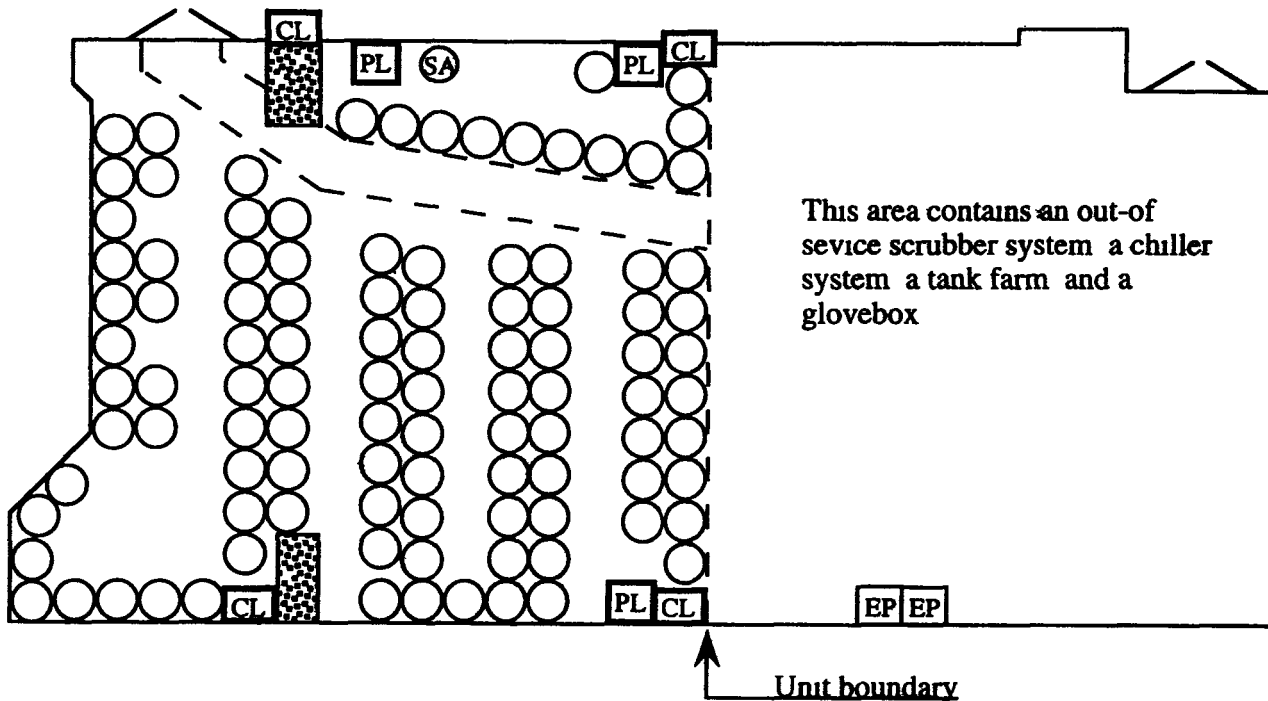 CL
PL
SA
PL
CL
This area contains an out-of
sevice scrubber system a chiller
system a tank farm and a
glovebox
CL
PL
CL
EP
EP
Unit boundary